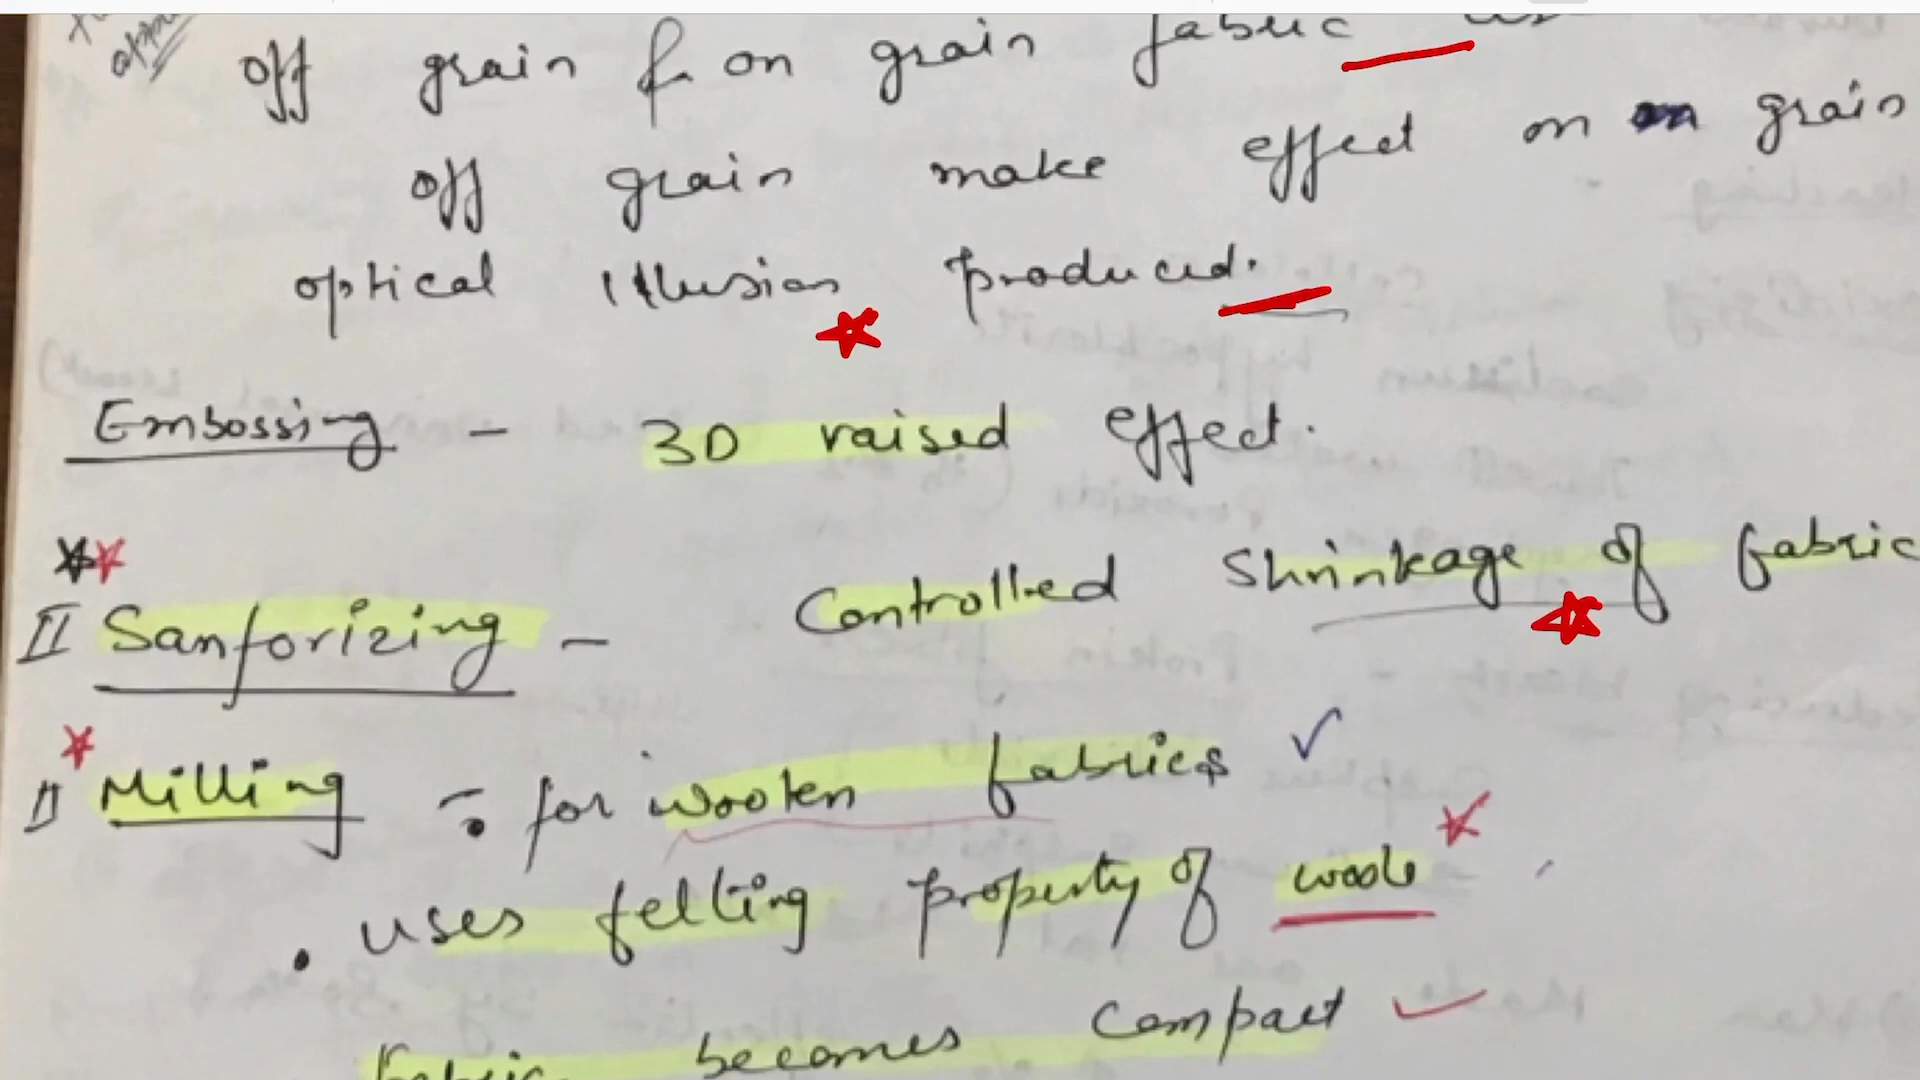 off grain & on grain fabric
off grain make effect on grain
optical illusion produced.
Embossing - 3D raised effect.
II Sanforizing - Controlled Shrinkage of fabric
II Milling - for woolen fabrics ✓
. uses felting property of wool
Fabric becomes compact